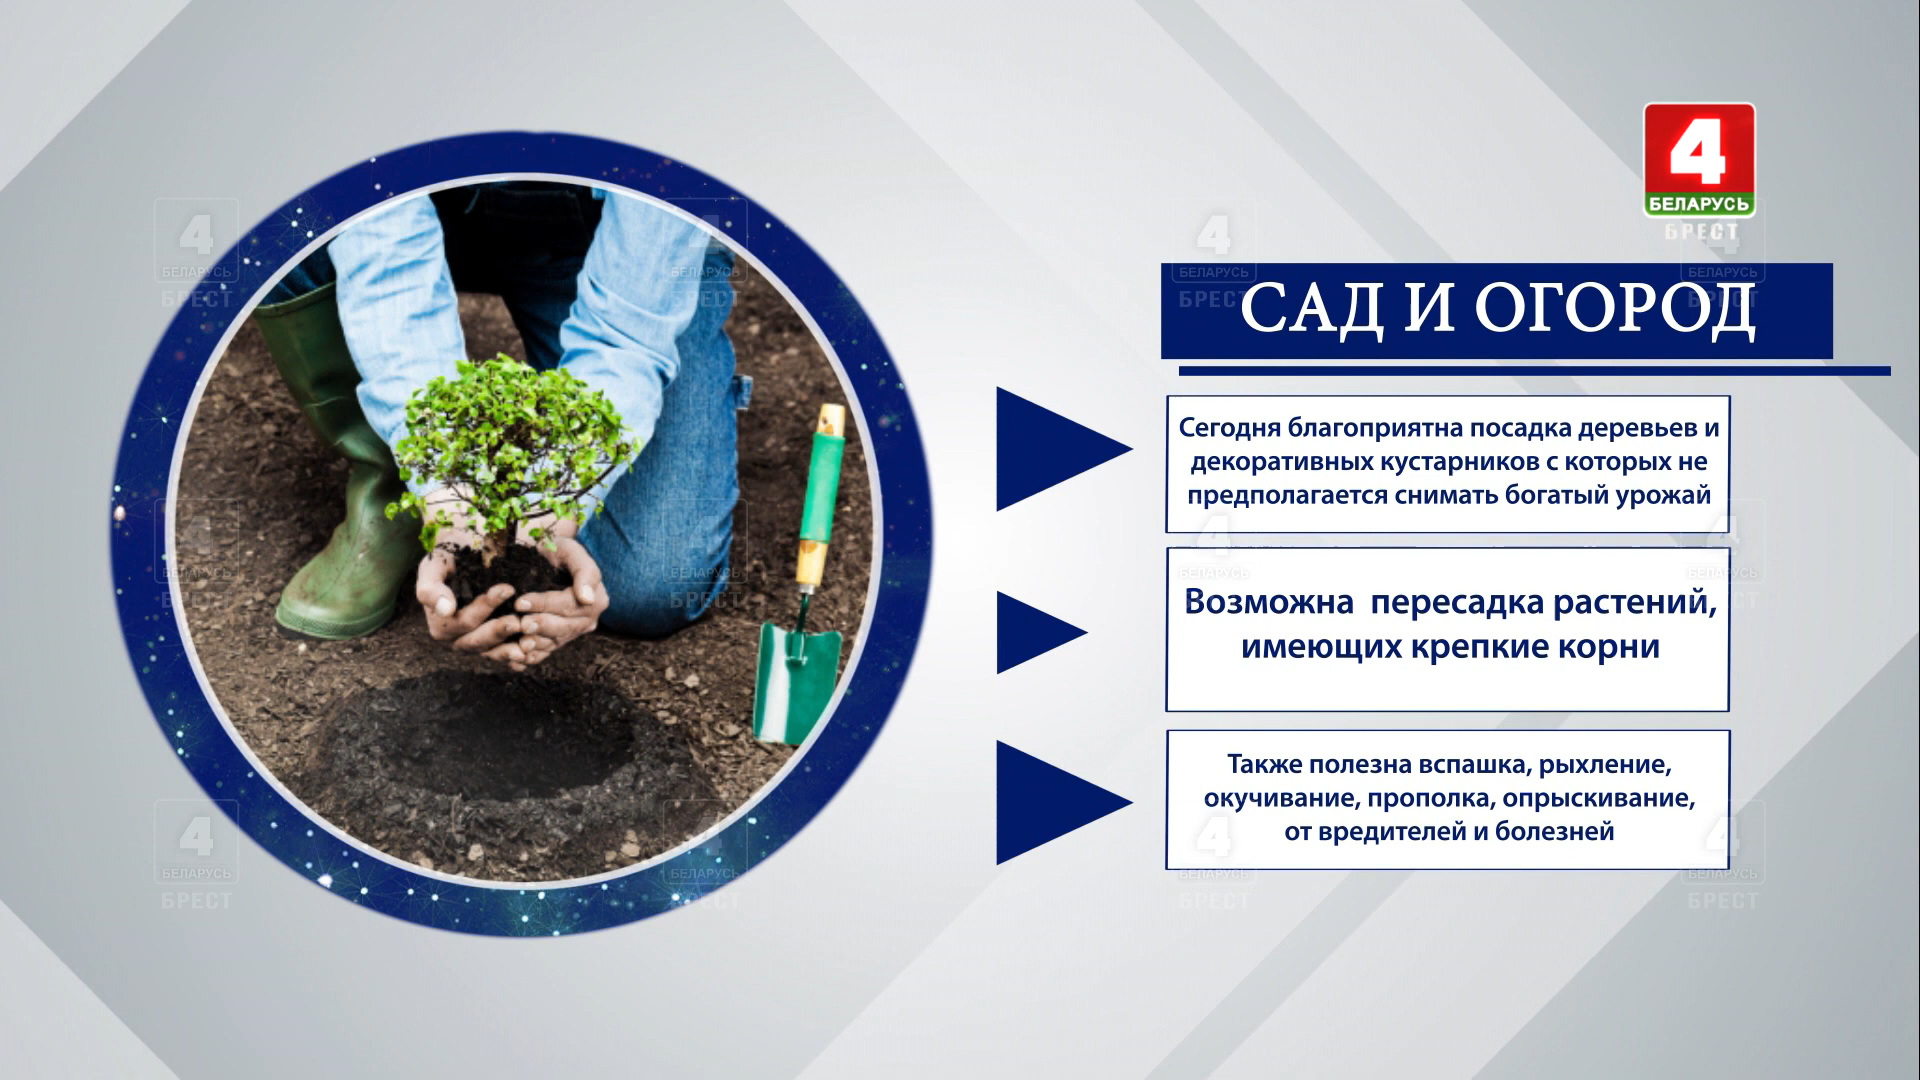 4
БЕЛАРУСЬ
БРЕСТ
САД И ОГОРОД
Сегодня благоприятна посадка деревьев и
декоративных кустарников с которых не
предполагается снимать богатый урожай
Возможна пересадка растений,
имеющих крепкие корни
Также полезна вспашка, рыхление,
окучивание, прополка, опрыскивание,
от вредителей и болезней